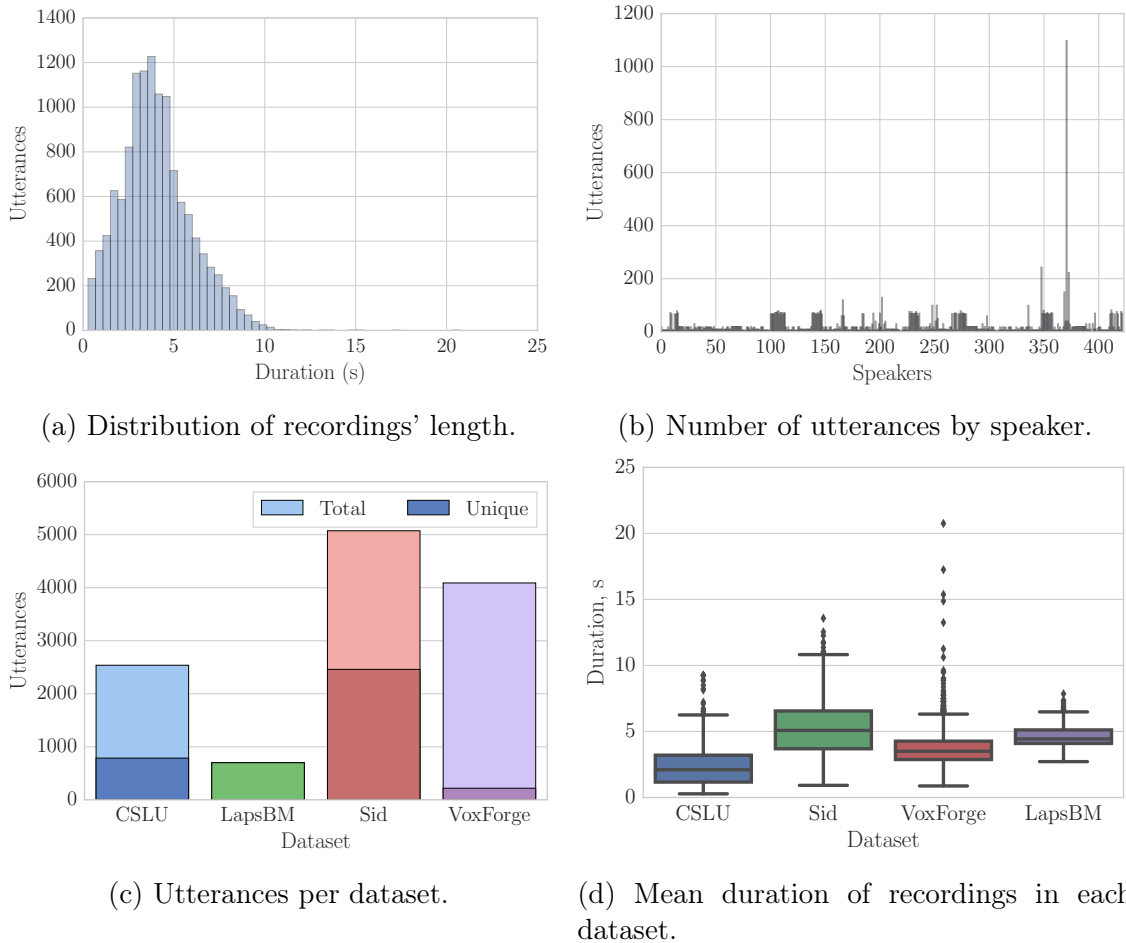 1400
1200
1000
800
600
400
200
0
Utterances
0 5 10 15 20 25
Duration (s)
(a) Distribution of recordings' length.
1200
1000
800
600
400
200
0
Utterances
0 50 100 150 200 250 300 350 400
Speakers
(b) Number of utterances by speaker.
6000
5000
4000
3000
2000
1000
0
Utterances
Total Unique
CSLU LapsBM Sid VoxForge
Dataset
(c) Utterances per dataset.
25
20
15
10
5
0
Duration, s
CSLU Sid VoxForge LapsBM
Dataset
(d) Mean duration of recordings in each
dataset.